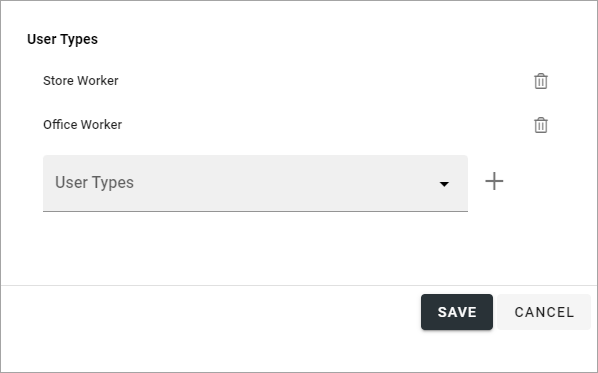 User Types
Store Worker
Office Worker
User Types
SAVE CANCEL